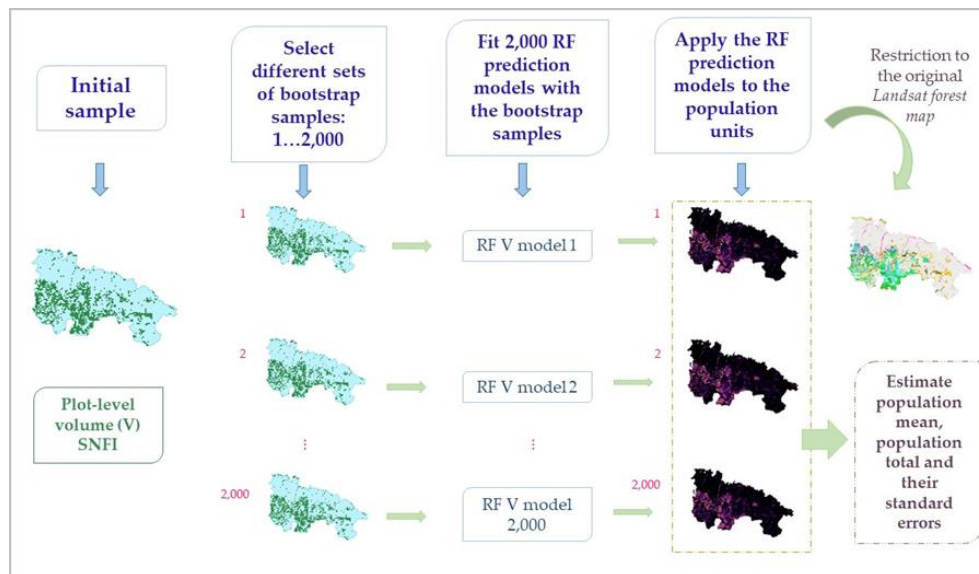 Initial
sample
Select
different sets
of bootstrap
samples:
1...2,000
Fit 2,000 RF
prediction
models with
the bootstrap
samples
Apply the RF
prediction
models to the
population
units
Restriction to
the original
Landsat forest
map
1
RF V model 1
1
2
RF V model 2
2
Plot-level
volume (V)
SNFI
⋮
⋮
2,000
RF V model
2,000
2,000
Estimate
population
mean,
population
total and
their
standard
errors